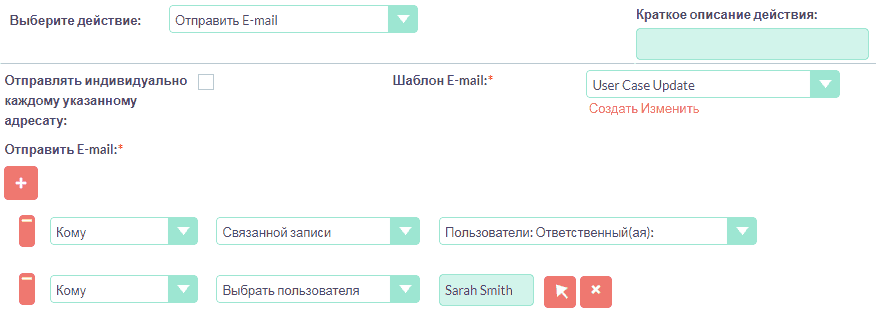 Выберите действие: Отправить E-mail Краткое описание действия:
Отправлять индивидуально каждому указанному адресату:
Шаблон E-mail:* User Case Update
Создать Изменить
Отправить E-mail:*
+
Кому Связанной записи Пользователи: Ответственный(ая):
Кому Выбрать пользователя Sarah Smith